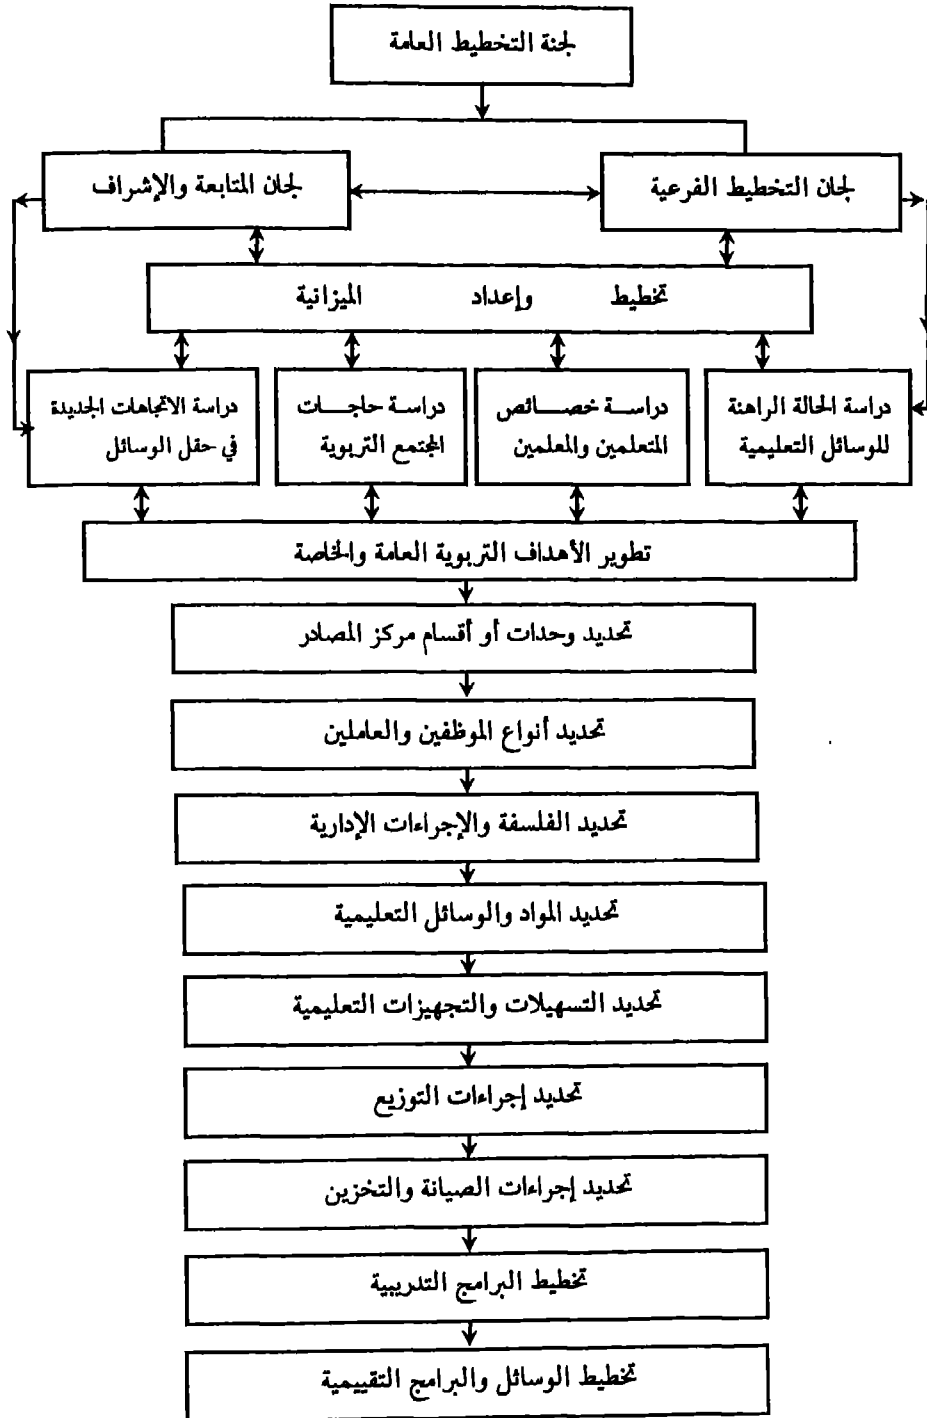 لجنة التخطيط العامة
لجان التخطيط الفرعية
لجان المتابعة والإشراف
تخطيط وإعداد الميزانية
دراسة الحالة الراهنة
للوسائل التعليمية
دراسة خصائص
المتعلمين والمعلمين
دراسة حاجات
المجتمع التربوية
دراسة الاتجاهات الجديدة
في حقل الوسائل
تطوير الأهداف التربوية العامة والخاصة
تحديد وحدات أو أقسام مركز المصادر
تحديد أنواع الموظفين والعاملين
تحديد الفلسفة والإجراءات الإدارية
تحديد المواد والوسائل التعليمية
تحديد التسهيلات والتجهيزات التعليمية
تحديد إجراءات التوزيع
تحديد إجراءات الصيانة والتخزين
تخطيط البرامج التدريبية
تخطيط الوسائل والبرامج التقييمية